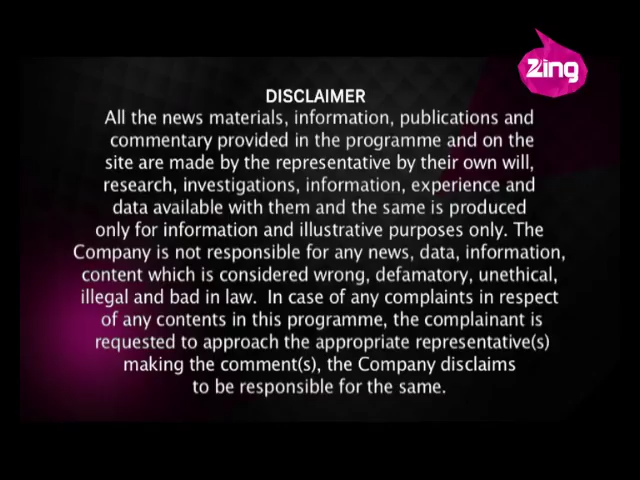 Zing
DISCLAIMER
All the news materials, information, publications and
commentary provided in the programme and on the
site are made by the representative by their own will,
research, investigations, information, experience and
data available with them and the same is produced
only for information and illustrative purposes only. The
Company is not responsible for any news, data, information,
content which is considered wrong, defamatory, unethical,
illegal and bad in law. In case of any complaints in respect
of any contents in this programme, the complainant is
requested to approach the appropriate representative(s)
making the comment(s), the Company disclaims
to be responsible for the same.